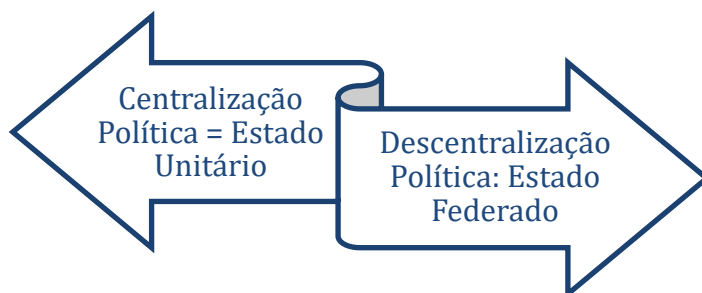 Centralização
Política = Estado
Unitário
Descentralização
Política: Estado
Federado